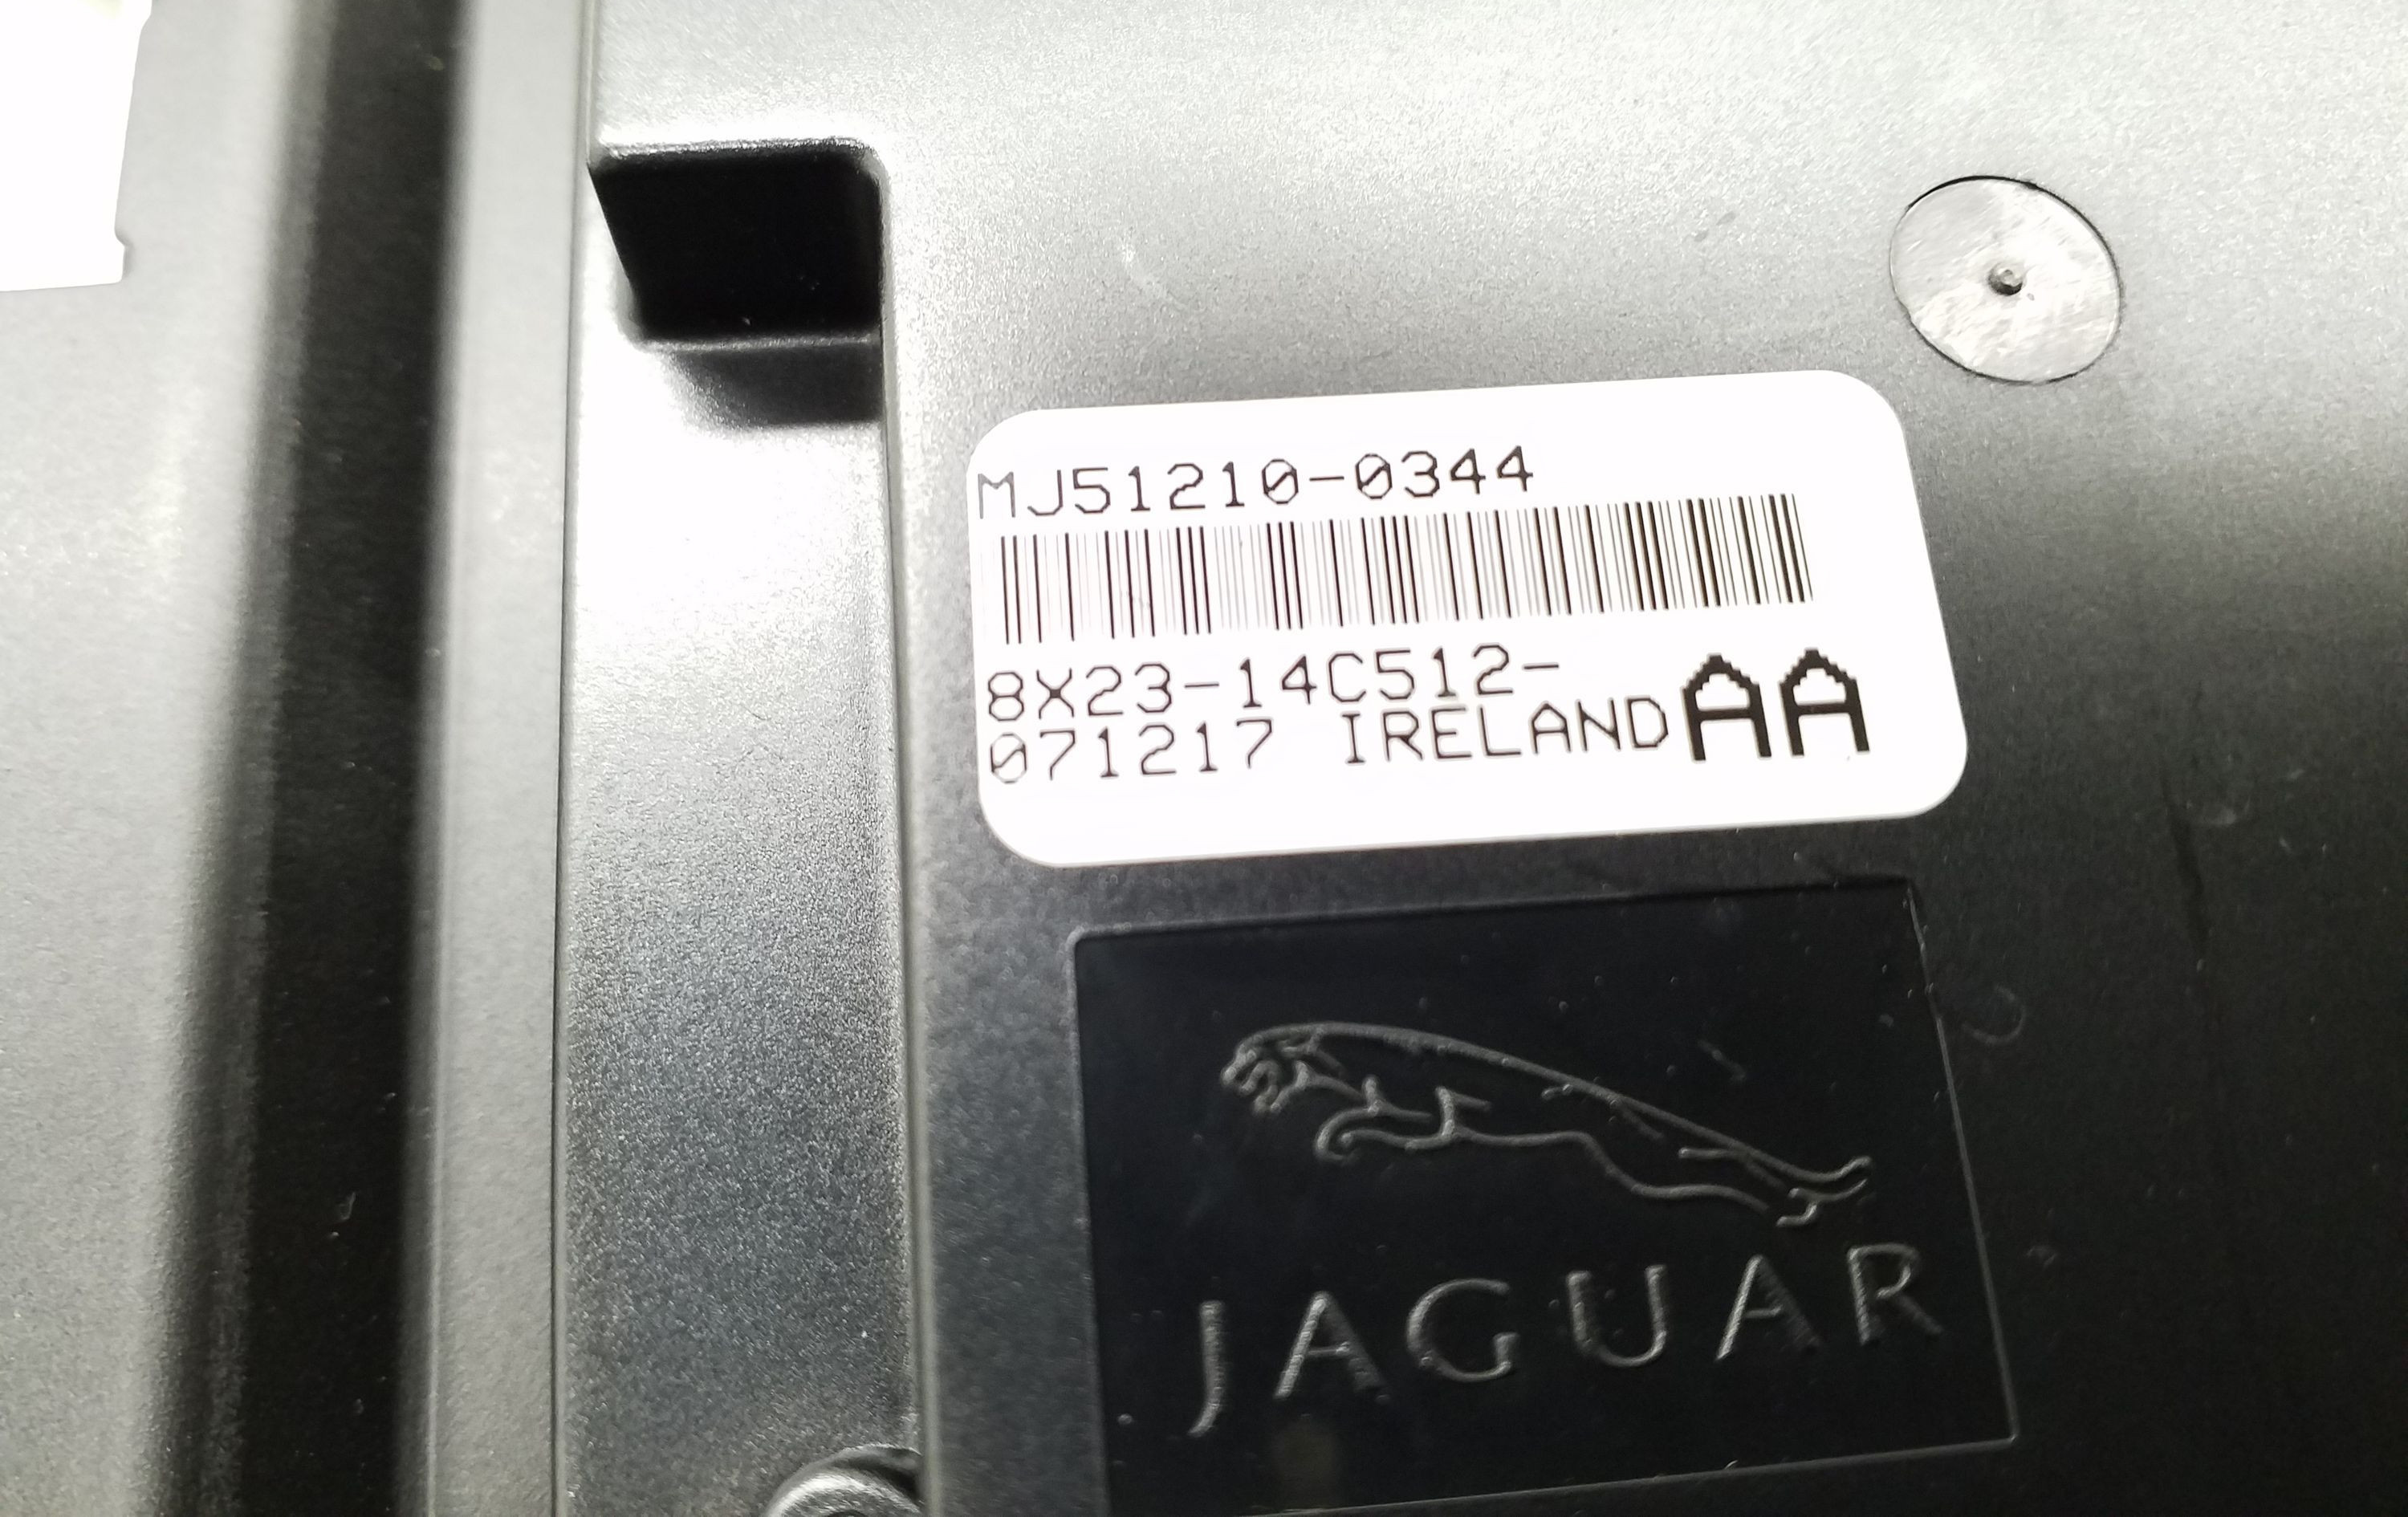 MJ51210-0344
8X23-14C512-
071217 IRELAND AA
JAGUAR